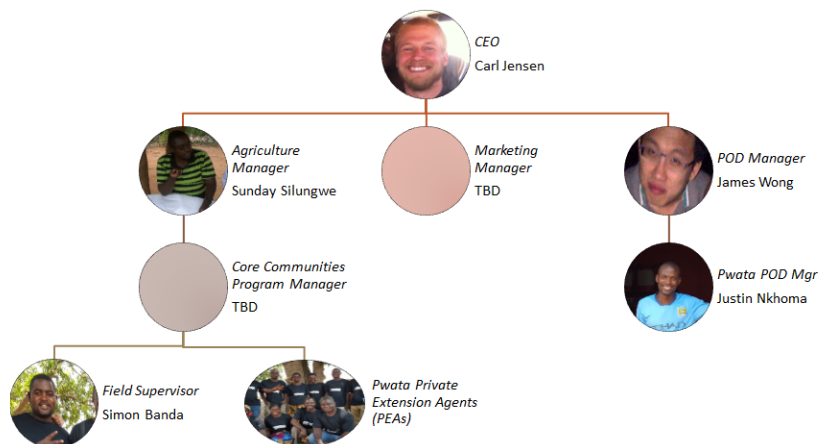 CEO
Carl Jensen
Agriculture
Manager
Sunday Silungwe
Marketing
Manager
TBD
POD Manager
James Wong
Core Communities
Program Manager
TBD
Pwata POD Mgr
Justin Nkhoma
Field Supervisor
Simon Banda
Pwata Private
Extension Agents
(PEAs)